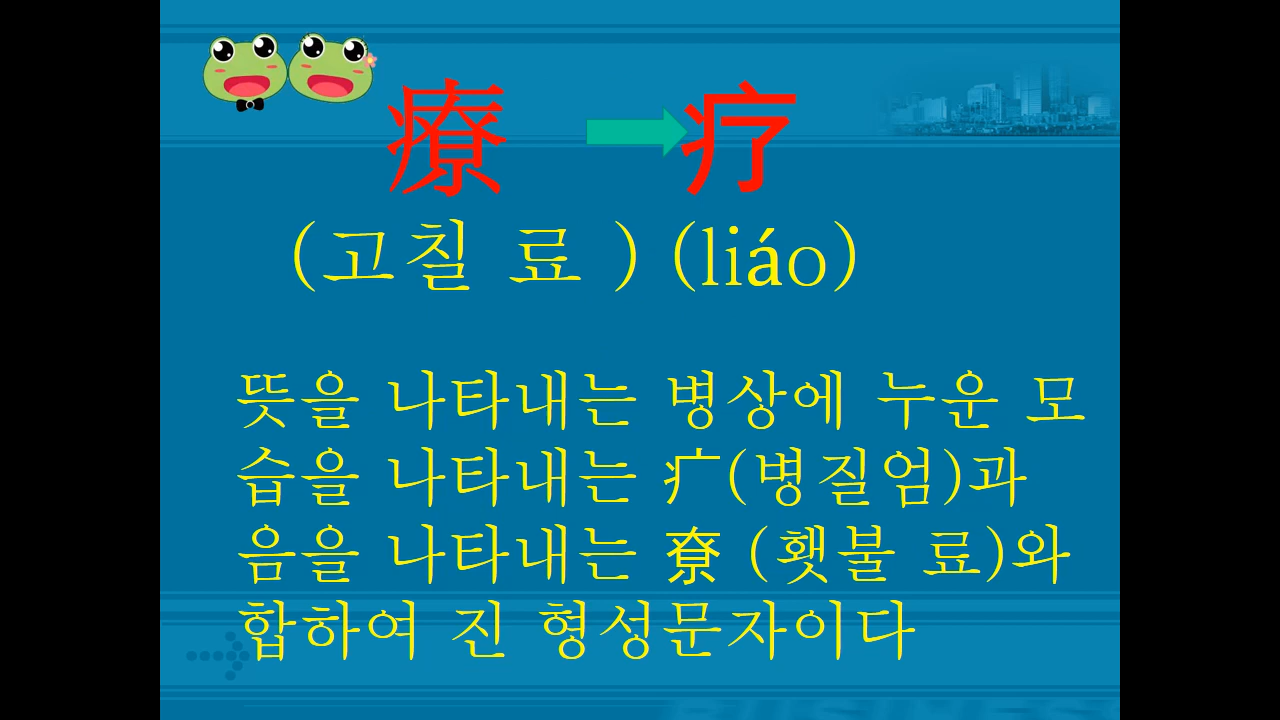 療 疗
(고칠 료 ) (liáo)
뜻을 나타내는 병상에 누운 모
습을 나타내는 疒(병질엄)과
음을 나타내는 尞 (횃불 료)와
합하여 진 형성문자이다